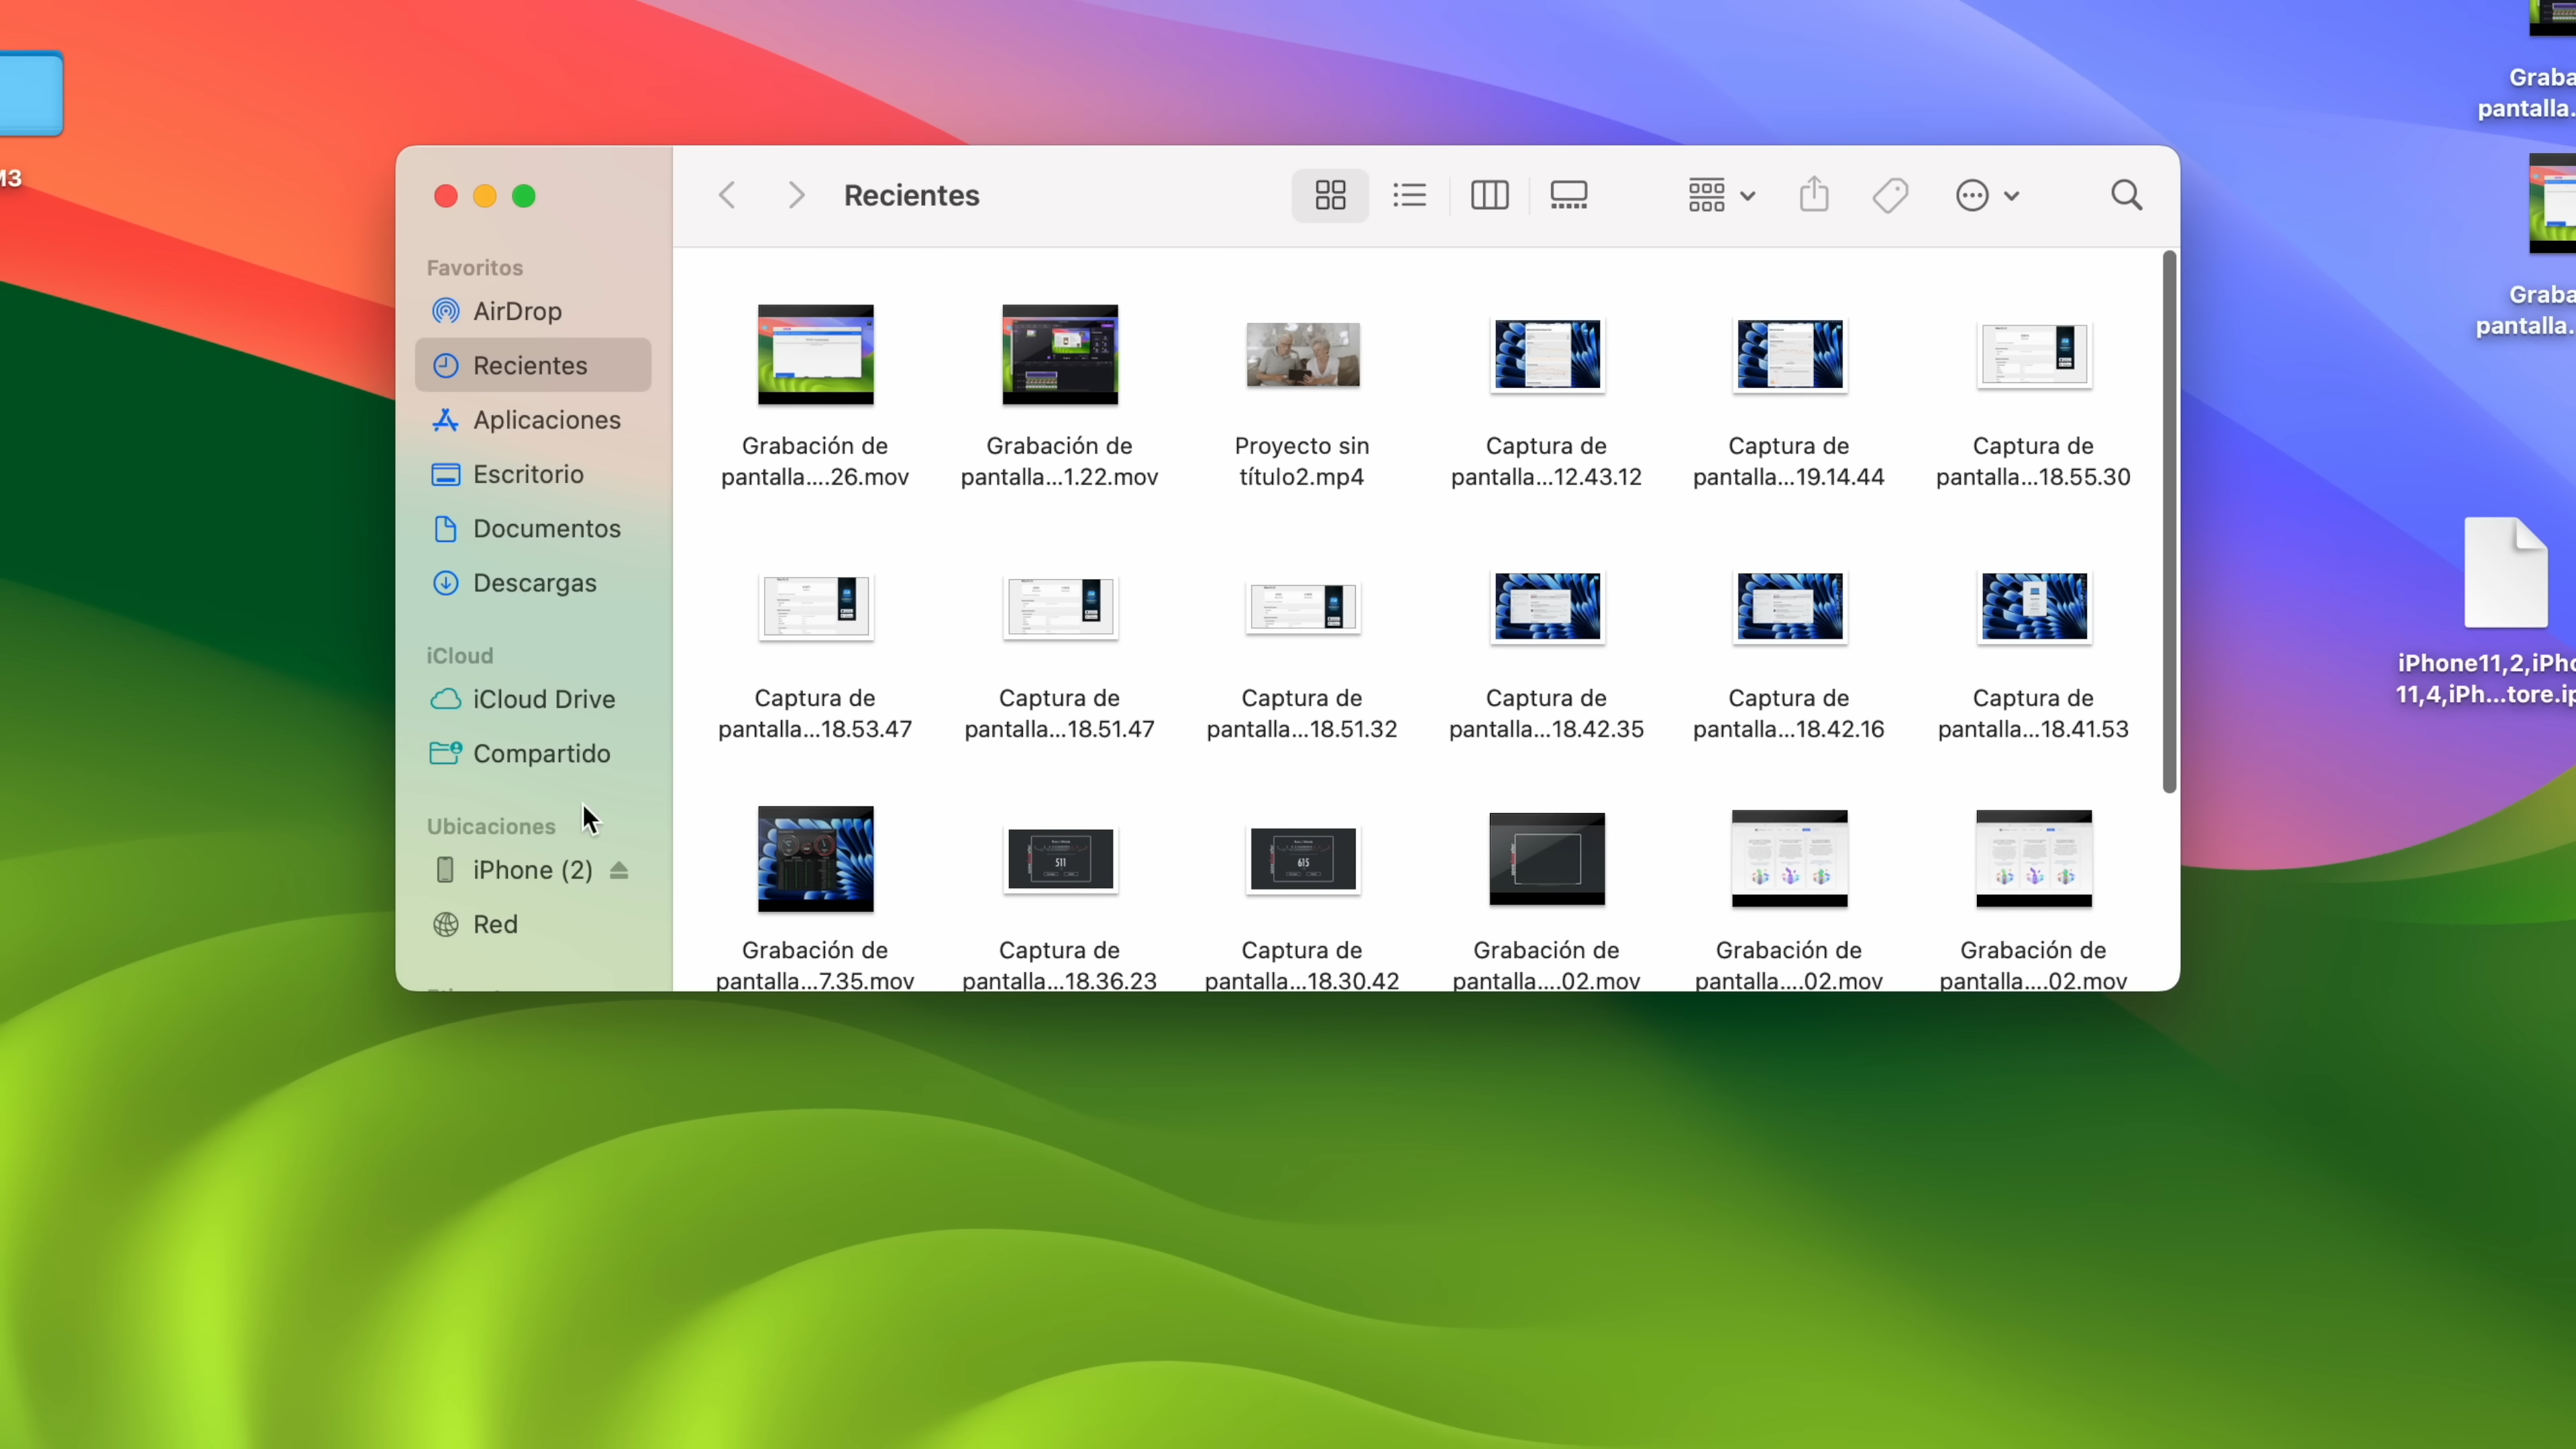 M3
Recientes
Favoritos
AirDrop
Recientes
Aplicaciones
Escritorio
Documentos
Descargas
iCloud
iCloud Drive
Compartido
Ubicaciones
iPhone (2)
Red
Grabación de
pantalla....26.mov
Grabación de
pantalla...1.22.mov
Proyecto sin
título2.mp4
Captura de
pantalla...12.43.12
Captura de
pantalla...19.14.44
Captura de
pantalla...18.55.30
Captura de
pantalla...18.53.47
Captura de
pantalla...18.51.47
Captura de
pantalla...18.51.32
Captura de
pantalla...18.42.35
Captura de
pantalla...18.42.16
Captura de
pantalla...18.41.53
511
615
Grabación de
pantalla...7.35.mov
Captura de
pantalla...18.36.23
Captura de
pantalla...18.30.42
Grabación de
pantalla....02.mov
Grabación de
pantalla....02.mov
Grabación de
pantalla....02.mov
Graba
pantalla.
Graba
pantalla.
iPhone11,2,iPho
11,4,iPh...tore.ip